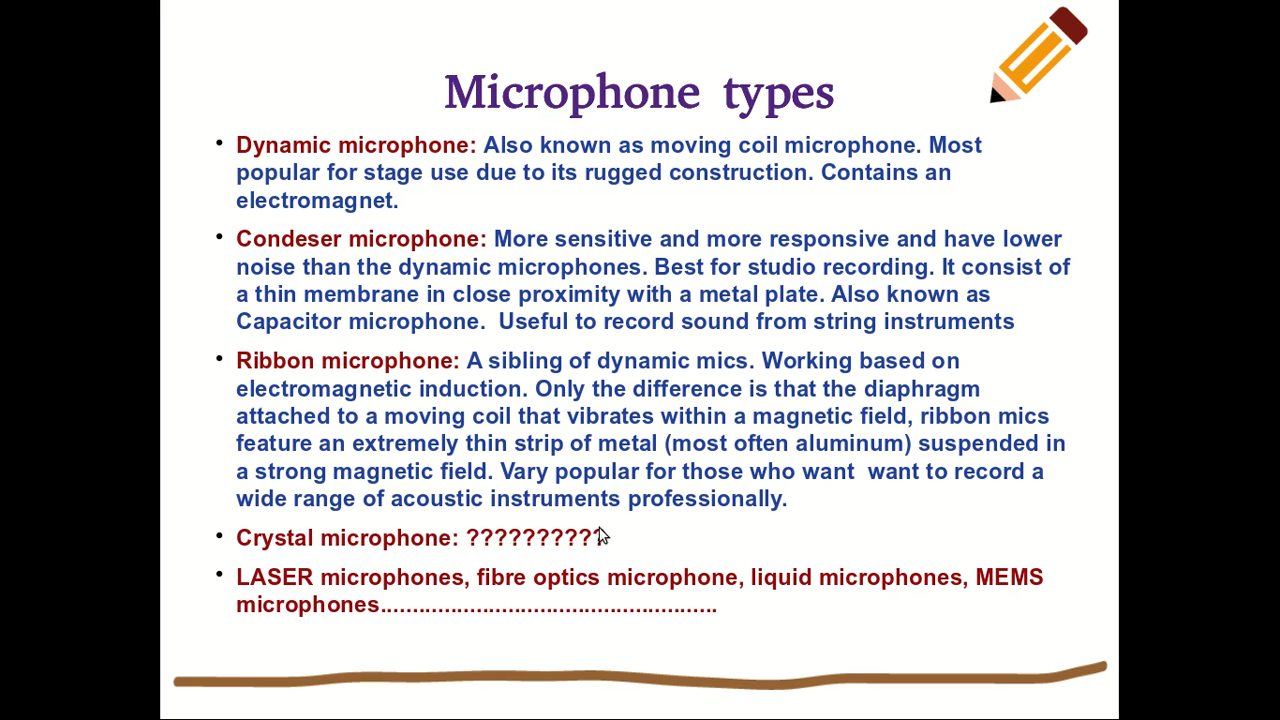 Microphone types
• Dynamic microphone: Also known as moving coil microphone. Most
popular for stage use due to its rugged construction. Contains an
electromagnet.
• Condeser microphone: More sensitive and more responsive and have lower
noise than the dynamic microphones. Best for studio recording. It consist of
a thin membrane in close proximity with a metal plate. Also known as
Capacitor microphone.  Useful to record sound from string instruments
• Ribbon microphone: A sibling of dynamic mics. Working based on
electromagnetic induction. Only the difference is that the diaphragm
attached to a moving coil that vibrates within a magnetic field, ribbon mics
feature an extremely thin strip of metal (most often aluminum) suspended in
a strong magnetic field. Vary popular for those who want  want to record a
wide range of acoustic instruments professionally.
• Crystal microphone: ??????????
• LASER microphones, fibre optics microphone, liquid microphones, MEMS
microphones.....................................................